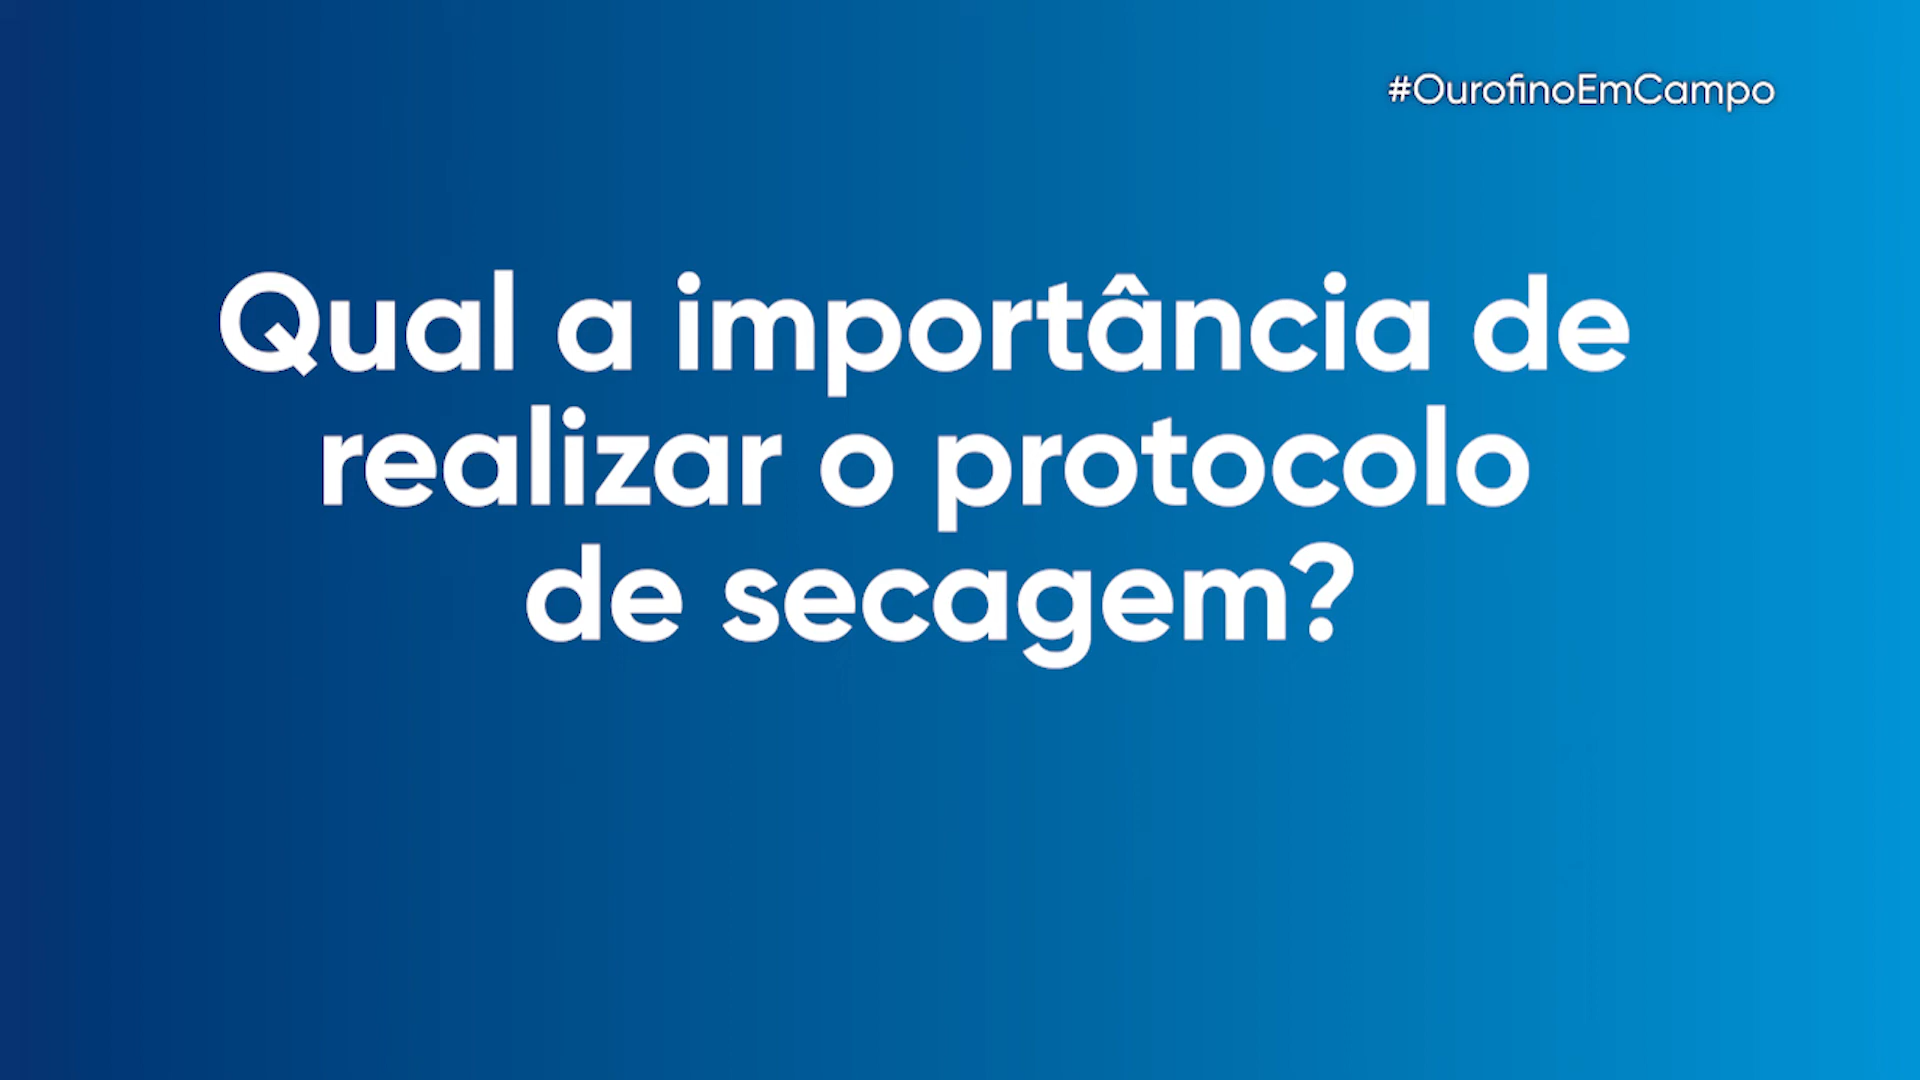 #OurofinoEmCampo
Qual a importância de
realizar o protocolo
de secagem?